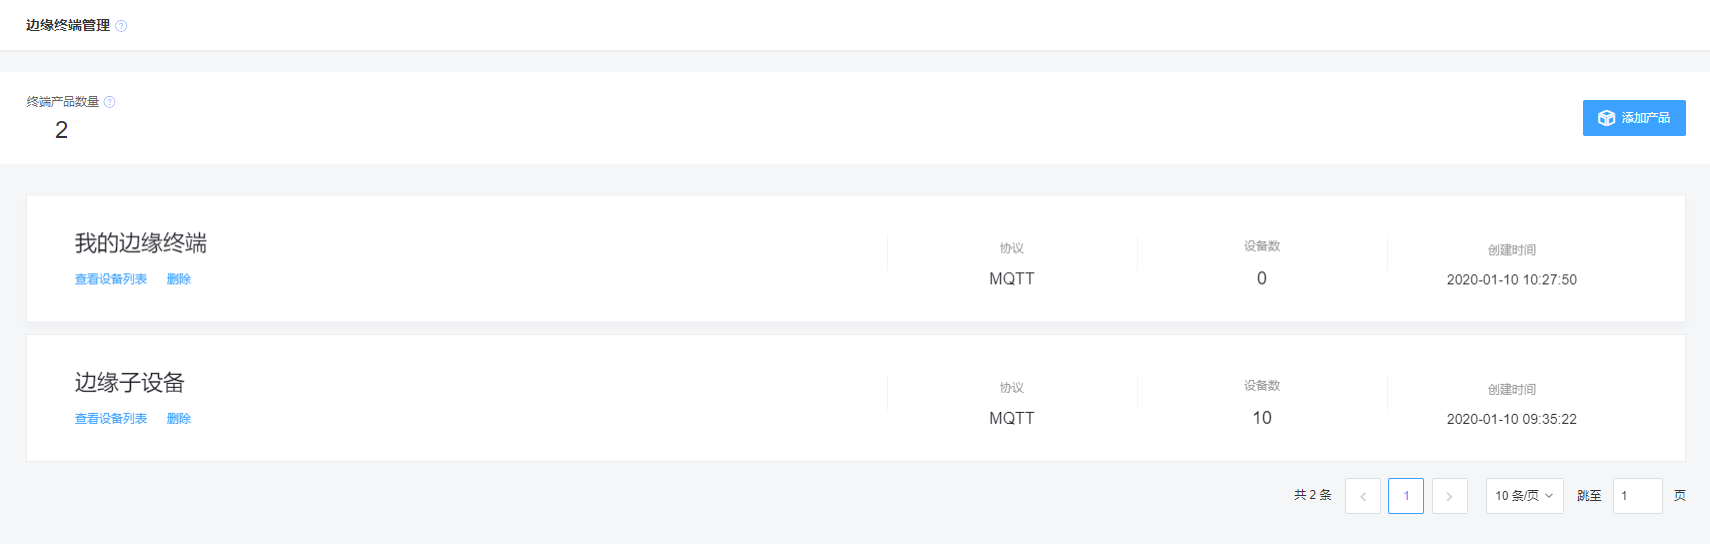 边缘终端管理
终端产品数量
2
添加产品
我的边缘终端
查看设备列表 删除
协议
MQTT
设备数
0
创建时间
2020-01-10 10:27:50
边缘子设备
查看设备列表 删除
协议
MQTT
设备数
10
创建时间
2020-01-10 09:35:22
共 2 条 1 10 条/页 跳至 1 页